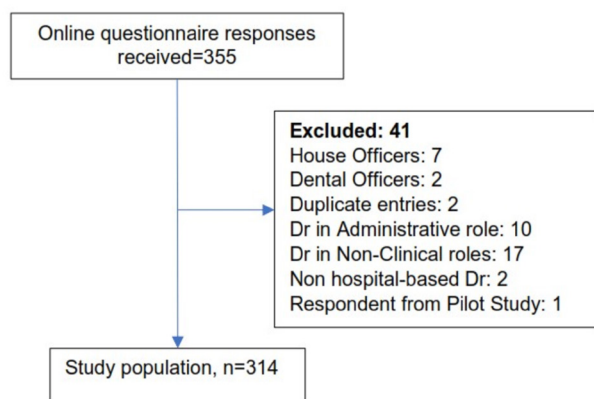 Online questionnaire responses
received=355
Excluded: 41
House Officers: 7
Dental Officers: 2
Duplicate entries: 2
Dr in Administrative role: 10
Dr in Non-Clinical roles: 17
Non hospital-based Dr: 2
Respondent from Pilot Study: 1
Study population, n=314